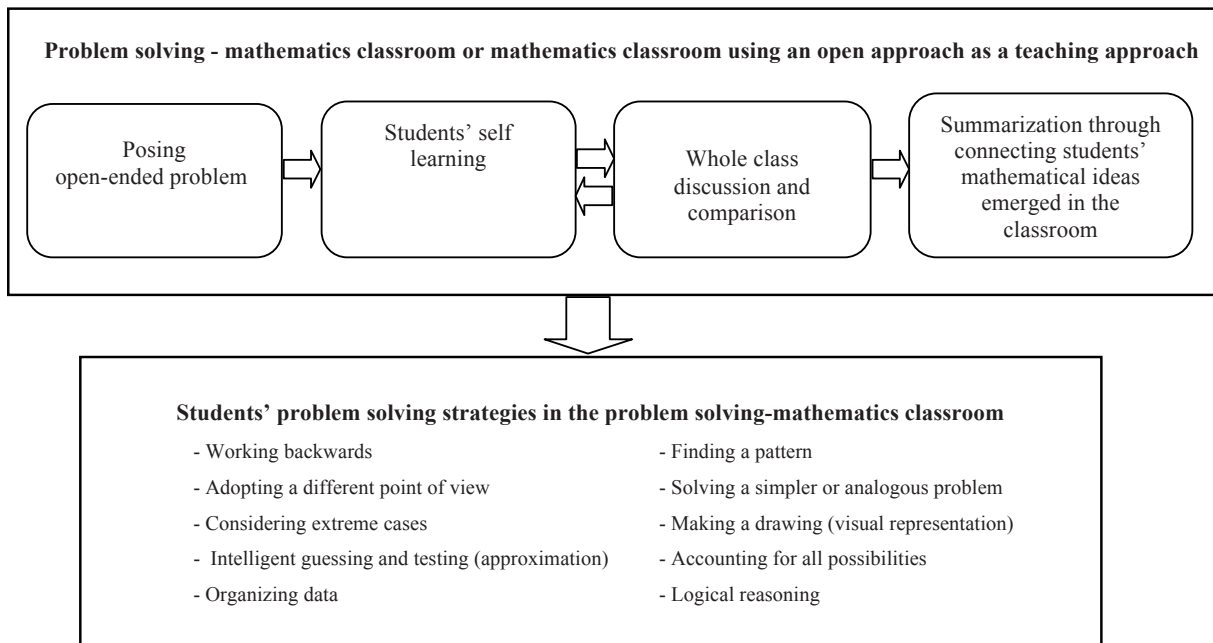 Problem solving - mathematics classroom or mathematics classroom using an open approach as a teaching approach
Posing
open-ended problem
Students’ self
learning
Whole class
discussion and
comparison
Summarization through
connecting students’
mathematical ideas
emerged in the
classroom
Students’ problem solving strategies in the problem solving-mathematics classroom
- Working backwards
- Adopting a different point of view
- Considering extreme cases
- Intelligent guessing and testing (approximation)
- Organizing data
- Finding a pattern
- Solving a simpler or analogous problem
- Making a drawing (visual representation)
- Accounting for all possibilities
- Logical reasoning